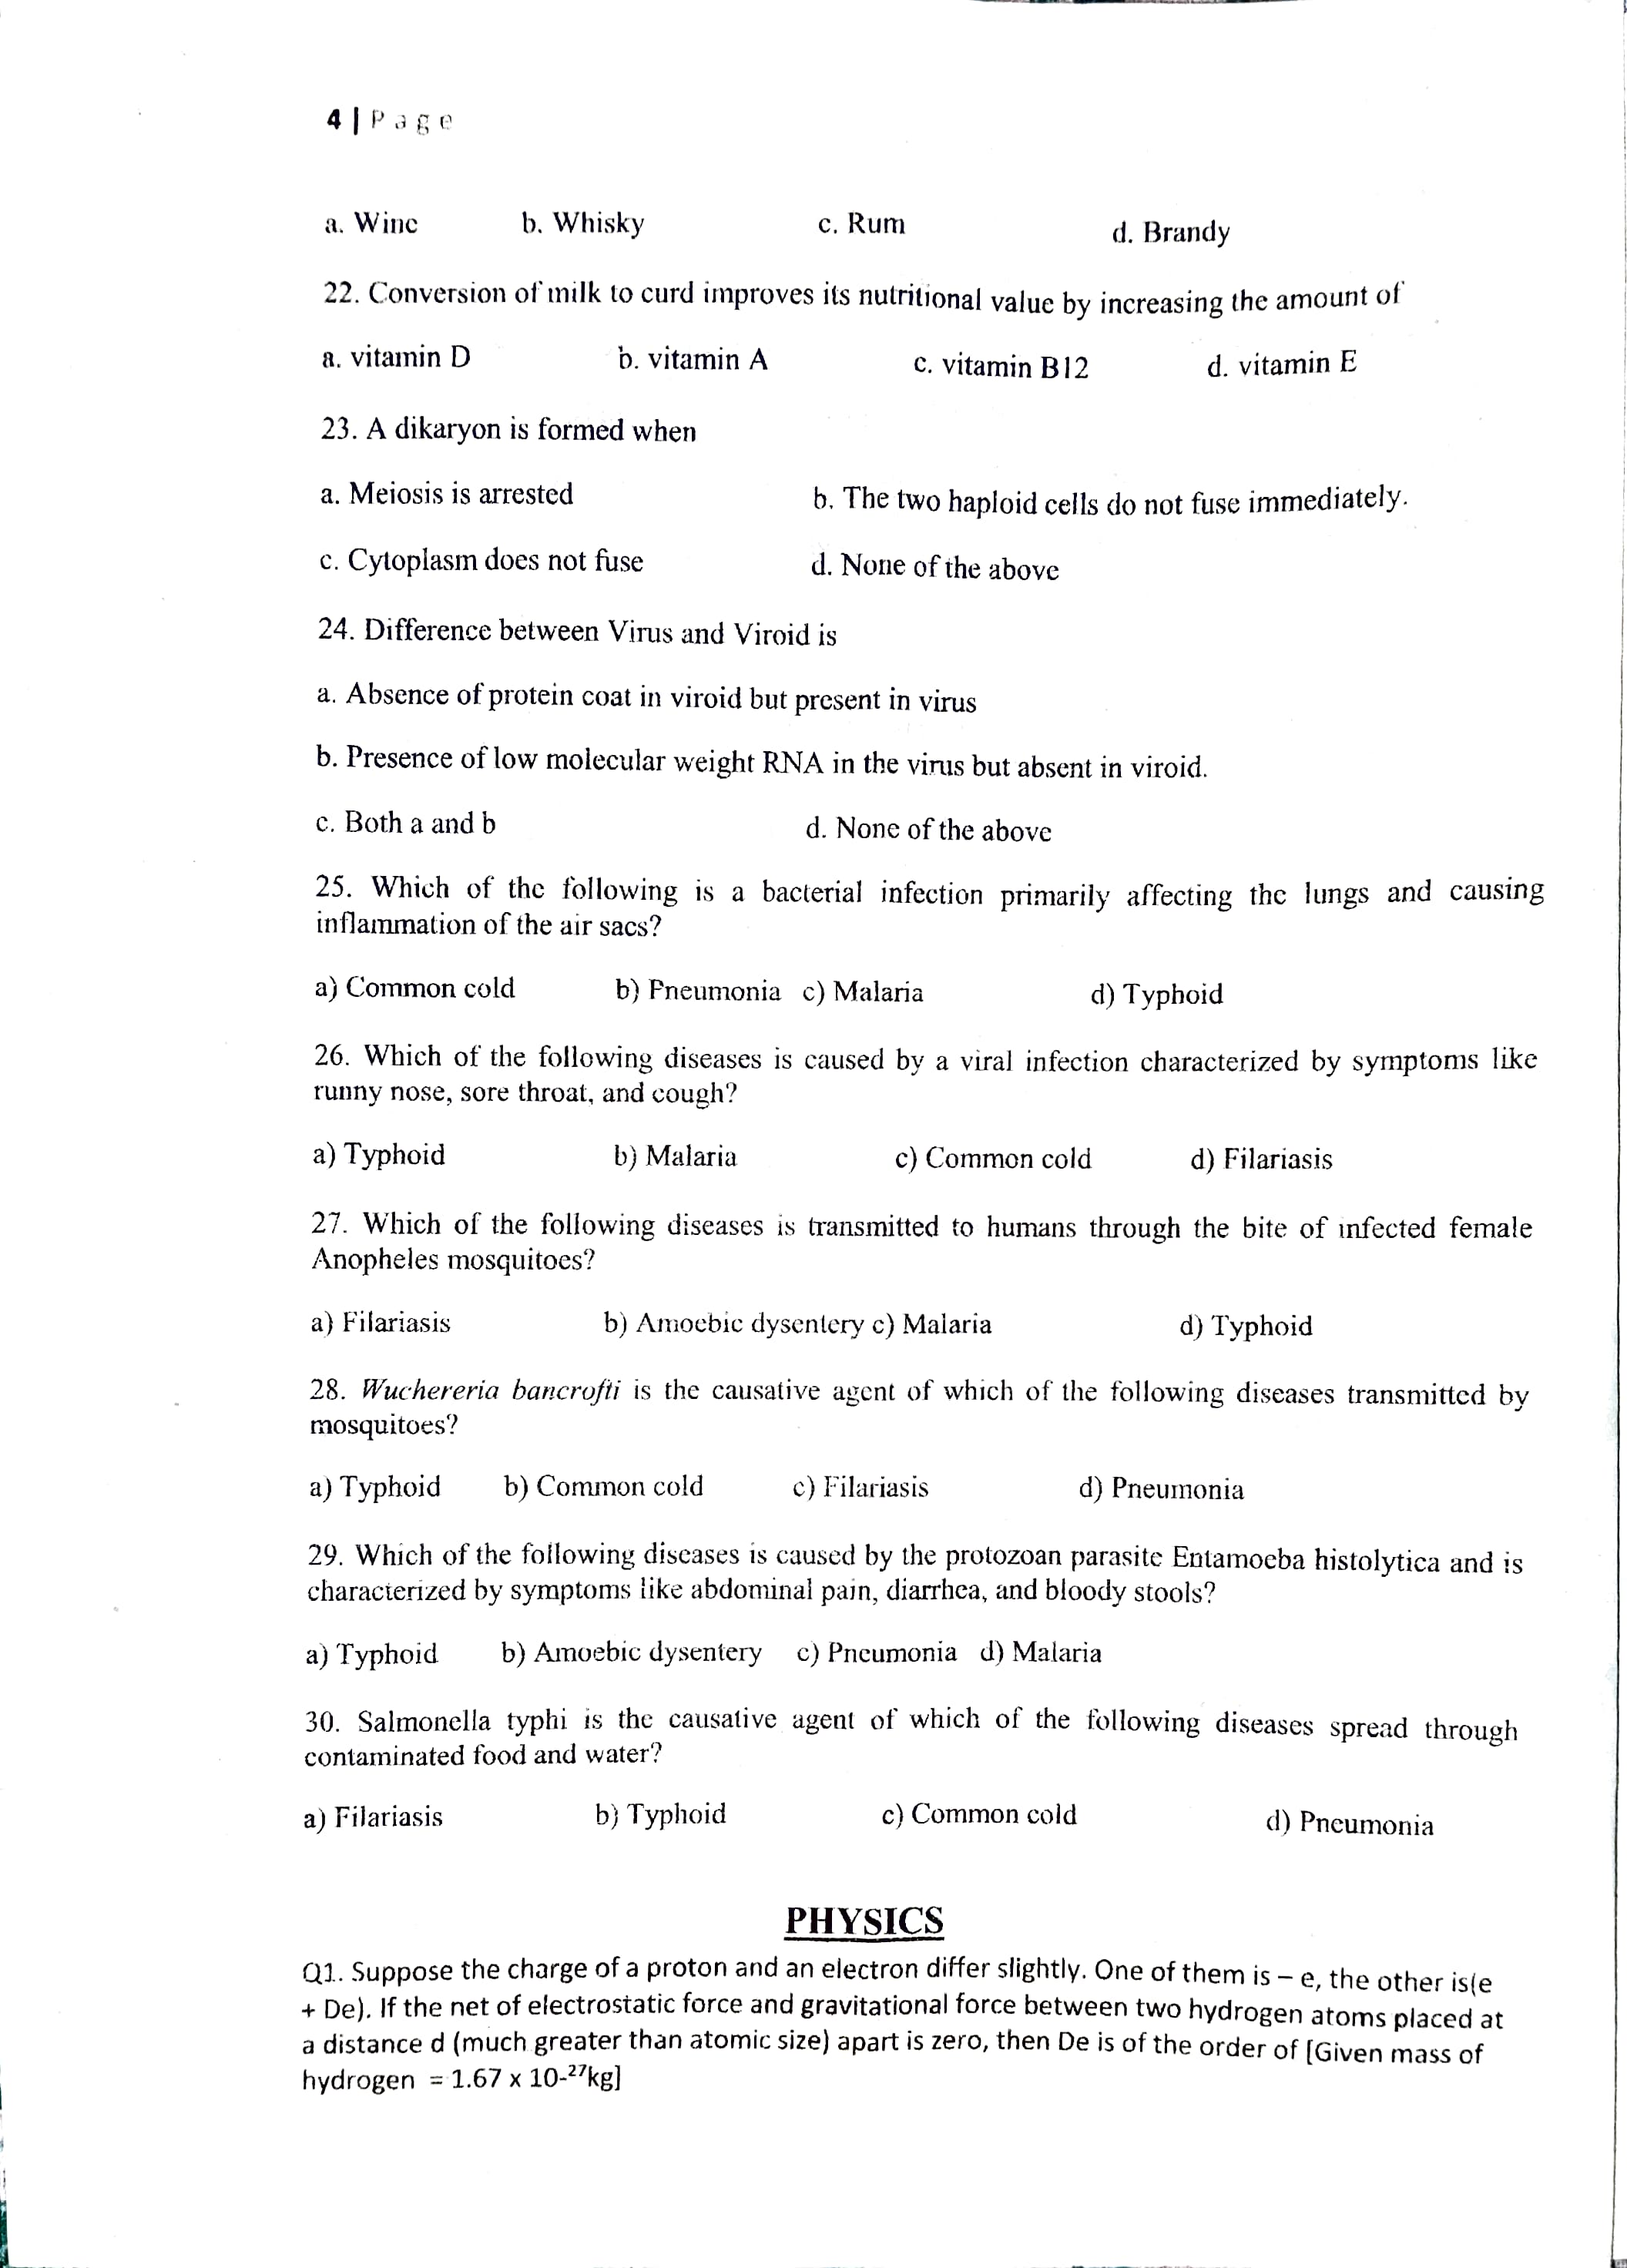 4 | Page
a. Wine b. Whisky c. Rum d. Brandy
22. Conversion of milk to curd improves its nutritional value by increasing the amount of
a. vitamin D b. vitamin A c. vitamin B12 d. vitamin E
23. A dikaryon is formed when
a. Meiosis is arrested b. The two haploid cells do not fuse immediately.
c. Cytoplasm does not fuse d. None of the above
24. Difference between Virus and Viroid is
a. Absence of protein coat in viroid but present in virus
b. Presence of low molecular weight RNA in the virus but absent in viroid.
c. Both a and b d. None of the above
25. Which of the following is a bacterial infection primarily affecting the lungs and causing
inflammation of the air sacs?
a) Common cold b) Pneumonia c) Malaria d) Typhoid
26. Which of the following diseases is caused by a viral infection characterized by symptoms like
runny nose, sore throat, and cough?
a) Typhoid b) Malaria c) Common cold d) Filariasis
27. Which of the following diseases is transmitted to humans through the bite of infected female
Anopheles mosquitoes?
a) Filariasis b) Amoebic dysentery c) Malaria d) Typhoid
28. Wuchereria bancrofti is the causative agent of which of the following diseases transmitted by
mosquitoes?
a) Typhoid b) Common cold c) Filariasis d) Pneumonia
29. Which of the following diseases is caused by the protozoan parasite Entamoeba histolytica and is
characterized by symptoms like abdominal pain, diarrhea, and bloody stools?
a) Typhoid b) Amoebic dysentery c) Pneumonia d) Malaria
30. Salmonella typhi is the causative agent of which of the following diseases spread through
contaminated food and water?
a) Filariasis b) Typhoid c) Common cold d) Pneumonia
PHYSICS
Q1. Suppose the charge of a proton and an electron differ slightly. One of them is – e, the other is(e
+ De). If the net of electrostatic force and gravitational force between two hydrogen atoms placed at
a distance d (much greater than atomic size) apart is zero, then De is of the order of [Given mass of
hydrogen = 1.67 x 10-²⁷kg]